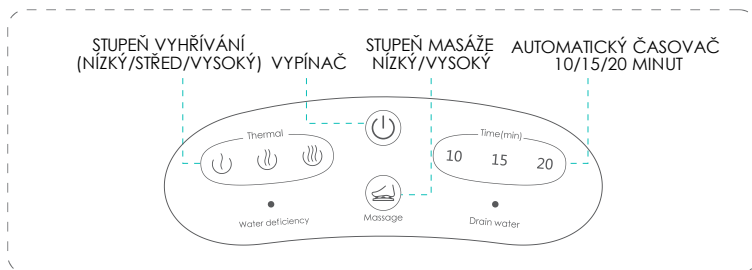 STUPEŇ VYHŘÍVÁNÍ
(NÍZKÝ/STŘED/VYSOKÝ)
VYPÍNAČ
STUPEŇ MASÁŽE
NÍZKÝ/VYSOKÝ
AUTOMATICKÝ ČASOVAČ
10/15/20 MINUT
Thermal
Time(min)
10 15 20
Massage
Water deficiency
Drain water